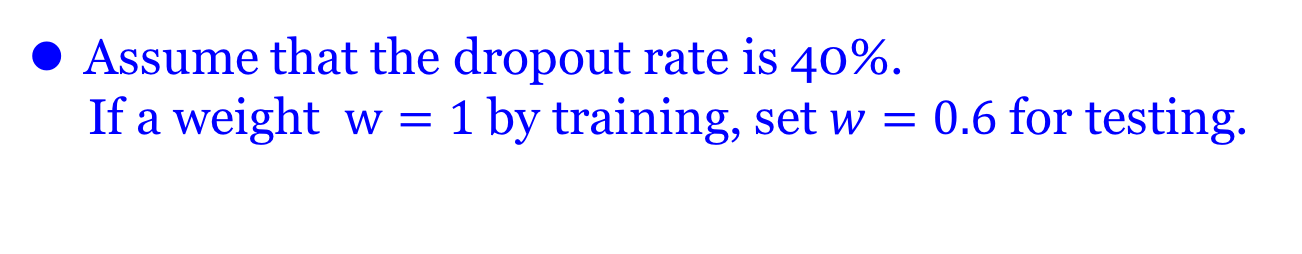 ● Assume that the dropout rate is 40%.
If a weight w = 1 by training, set w = 0.6 for testing.